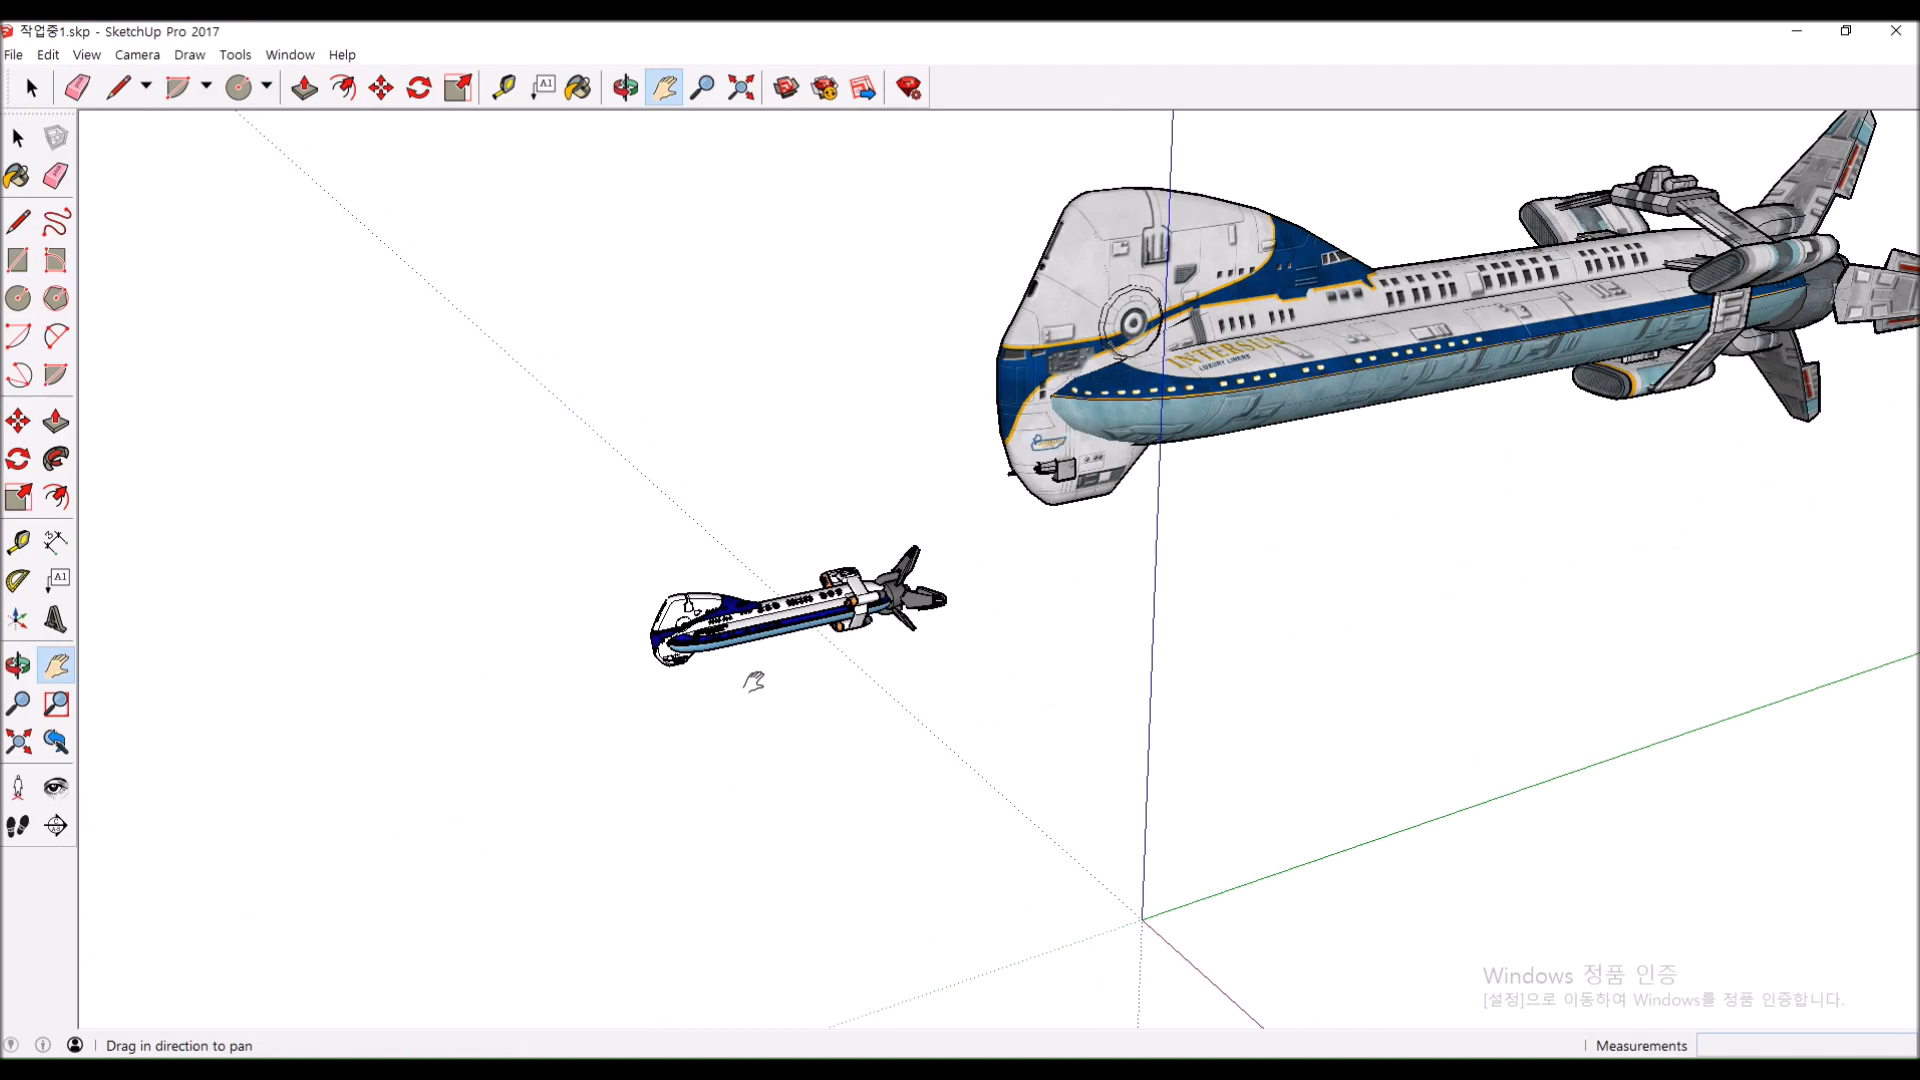 작업중1.skp - SketchUp Pro 2017
File Edit View Camera Draw Tools Window Help
A1
A1
INTERSUN
LUXURY LINERS
Windows 정품 인증
[설정]으로 이동하여 Windows를 정품 인증합니다.
Drag in direction to pan
Measurements